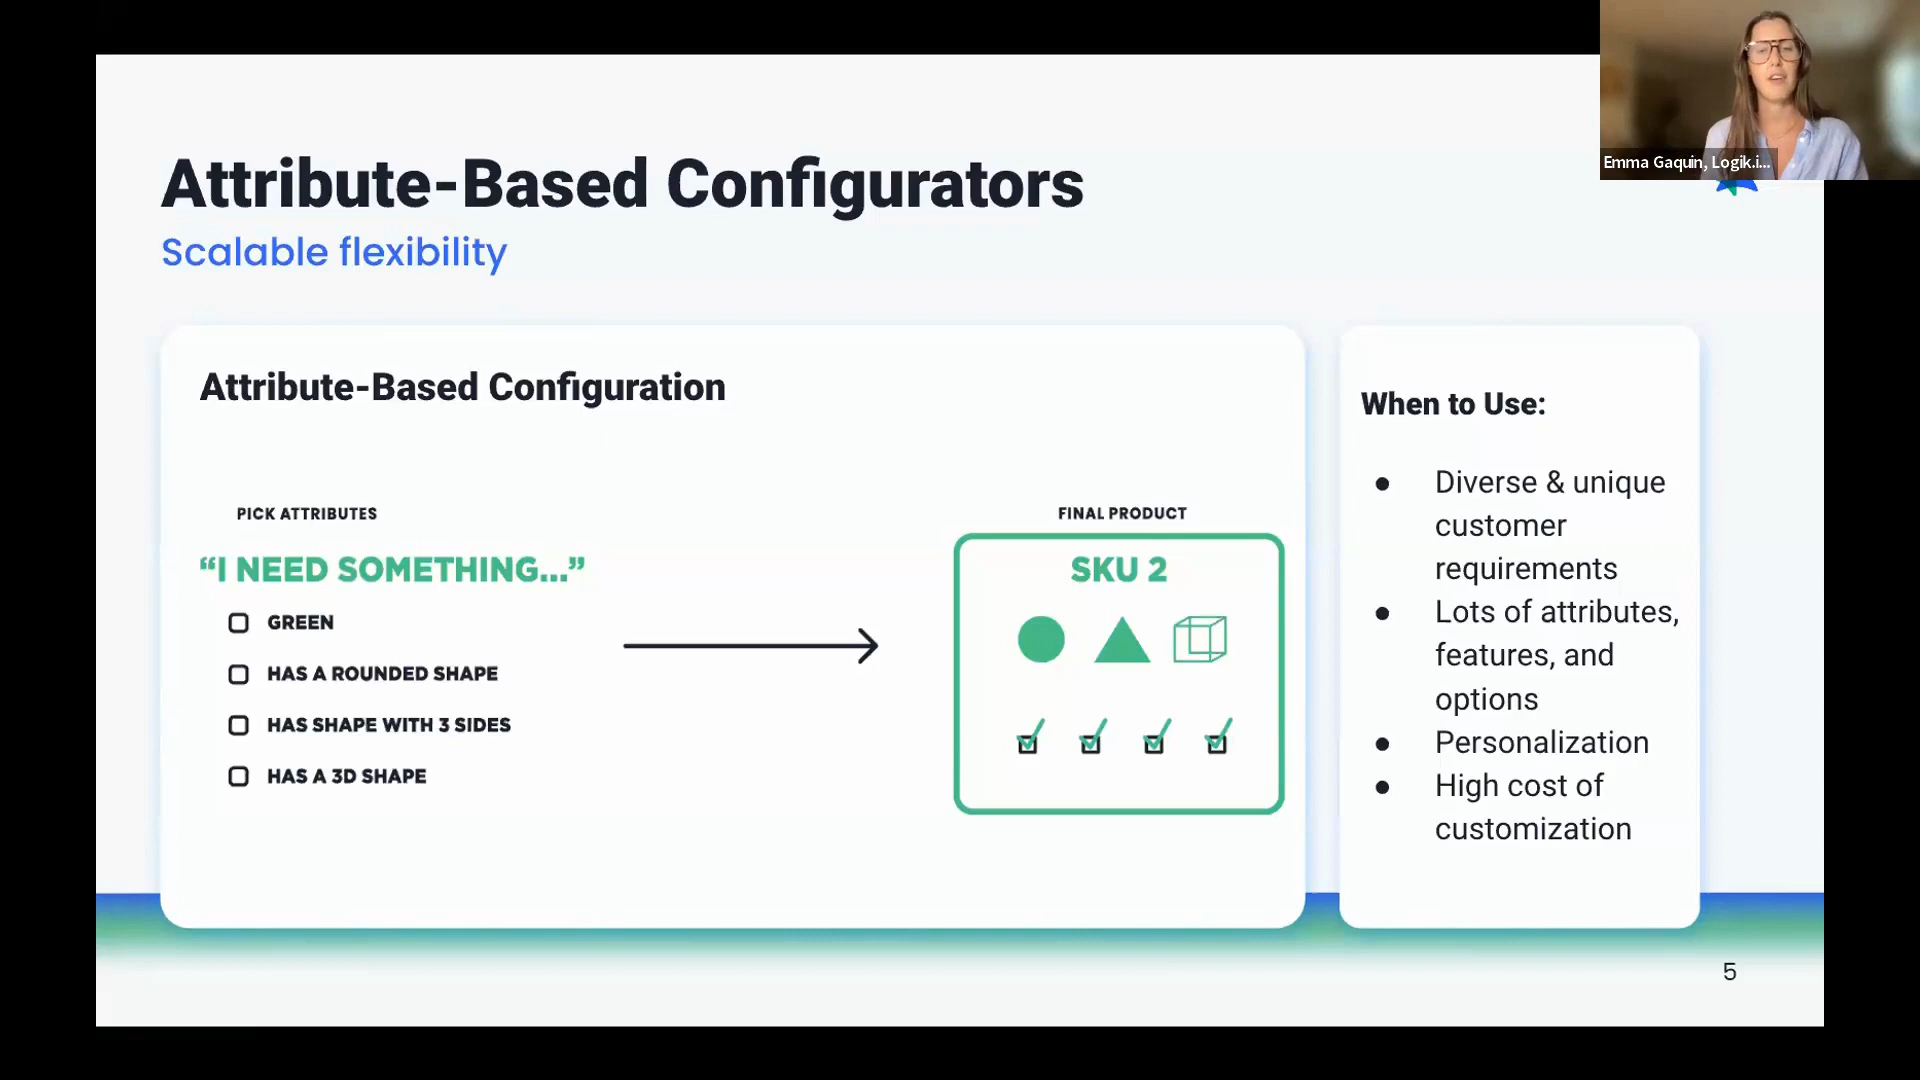 Emma Gaquin, Logik.i...
Attribute-Based Configurators
Scalable flexibility
Attribute-Based Configuration
PICK ATTRIBUTES
“I NEED SOMETHING...”
GREEN
HAS A ROUNDED SHAPE
HAS SHAPE WITH 3 SIDES
HAS A 3D SHAPE
FINAL PRODUCT
SKU 2
When to Use:
● Diverse & unique
customer
requirements
● Lots of attributes,
features, and
options
● Personalization
● High cost of
customization
5